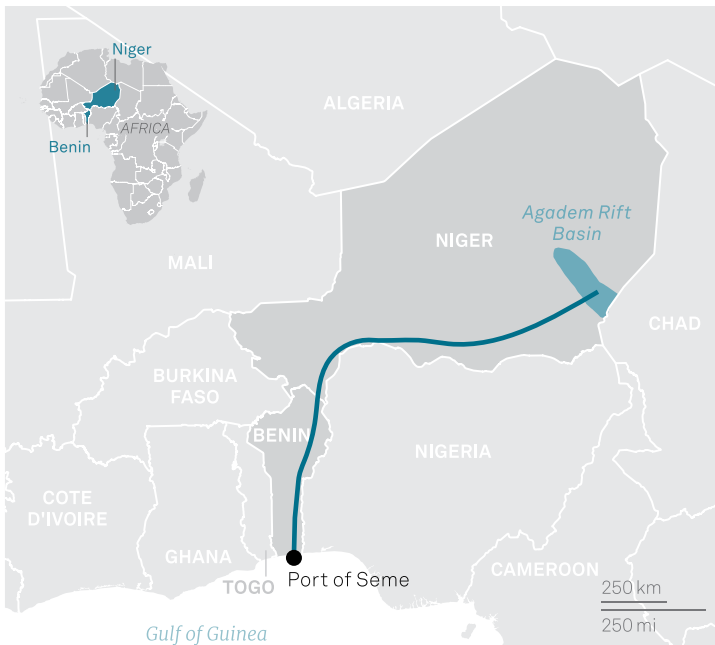 Niger
AFRICA
Benin
ALGERIA
Agadem Rift
Basin
NIGER
MALI
CHAD
BURKINA
FASO
BENIN
NIGERIA
COTE
D'IVOIRE
GHANA
TOGO
Port of Seme
CAMEROON
250 km
250 mi
Gulf of Guinea